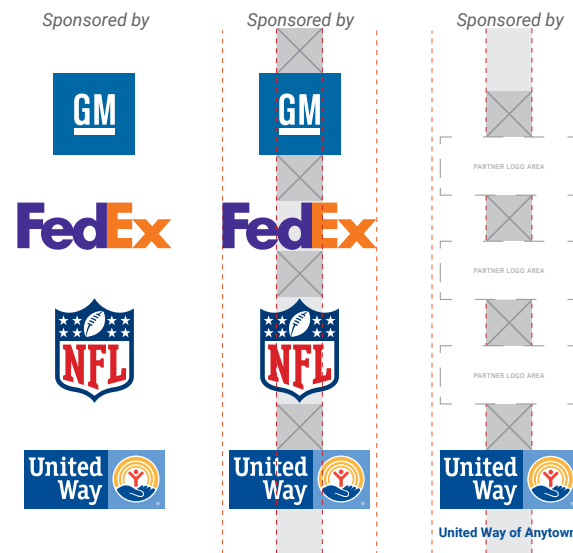 Sponsored by
GM
FedEx
NFL
United
Way
Sponsored by
GM
FedEx
NFL
United
Way
Sponsored by
PARTNER LOGO AREA
PARTNER LOGO AREA
PARTNER LOGO AREA
United
Way
United Way of Anytown